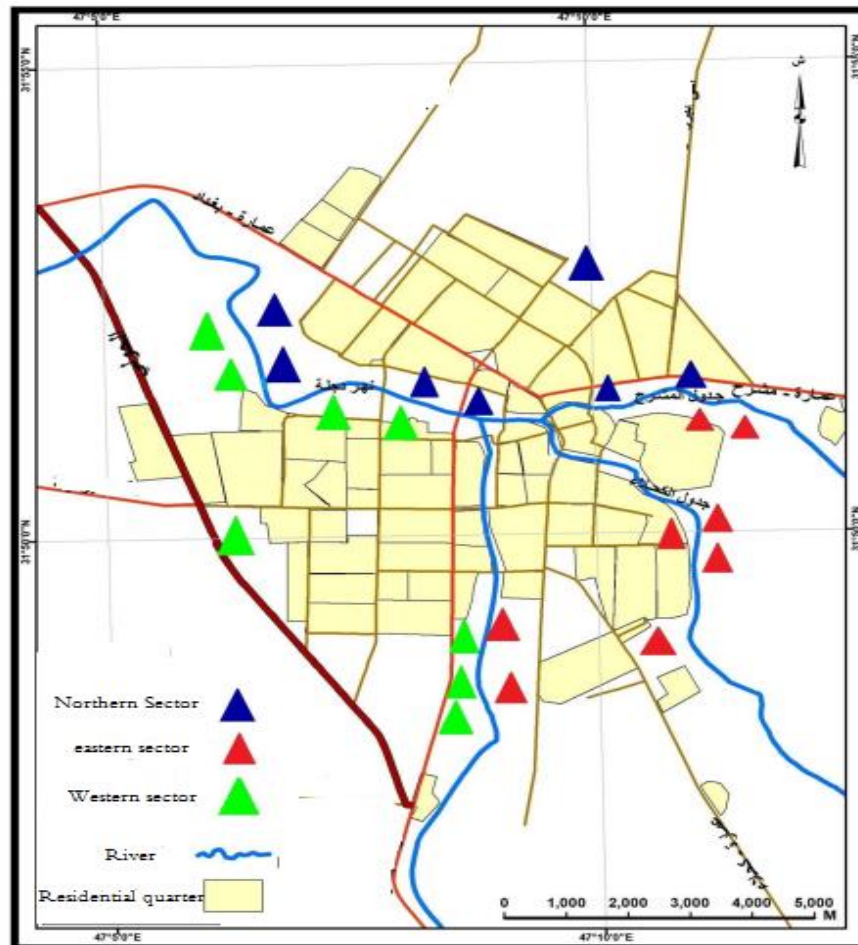 47°5'0"E
47°10'0"E
31°55'0"N
31°55'0"N
عمارة - بغداد
نهر دجلة
عمارة - مشرح
جدول المشرح
جدول الكحلاء
31°50'0"N
31°50'0"N
Northern Sector
eastern sector
Western sector
River
Residential quarter
0 1,000 2,000 3,000 4,000 5,000
M
47°5'0"E
47°10'0"E